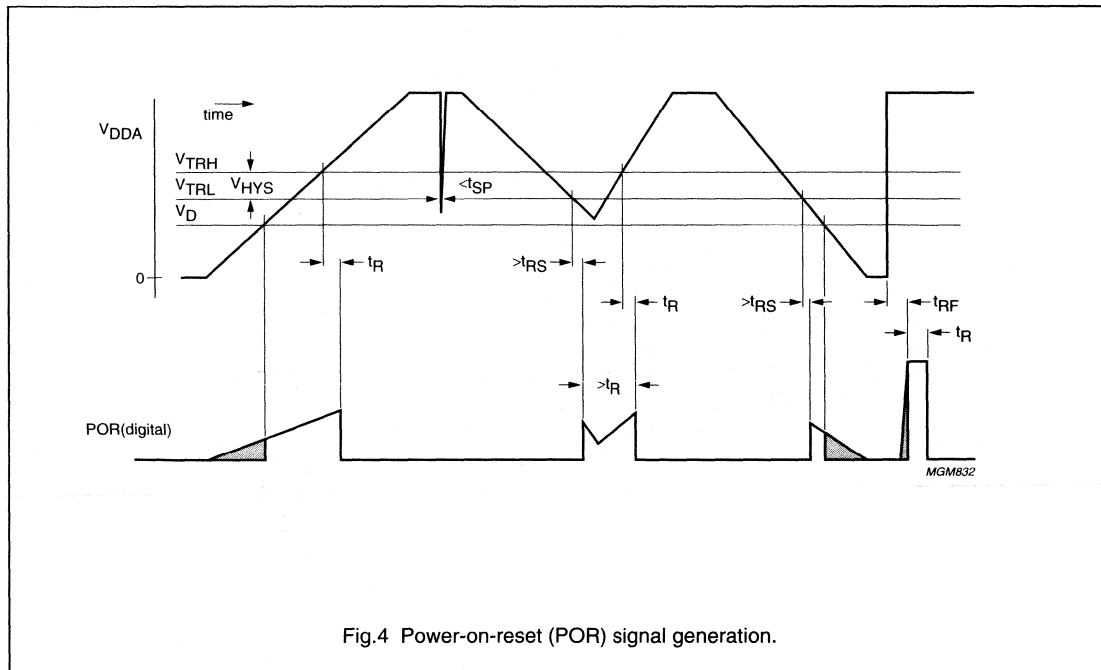 time
VDDA
VTRH
VTRL
VHYS
VD
<tSP
0
tR
>tRS
tR
>tRS
tRF
tR
>tR
POR(digital)
MGM832
Fig.4 Power-on-reset (POR) signal generation.